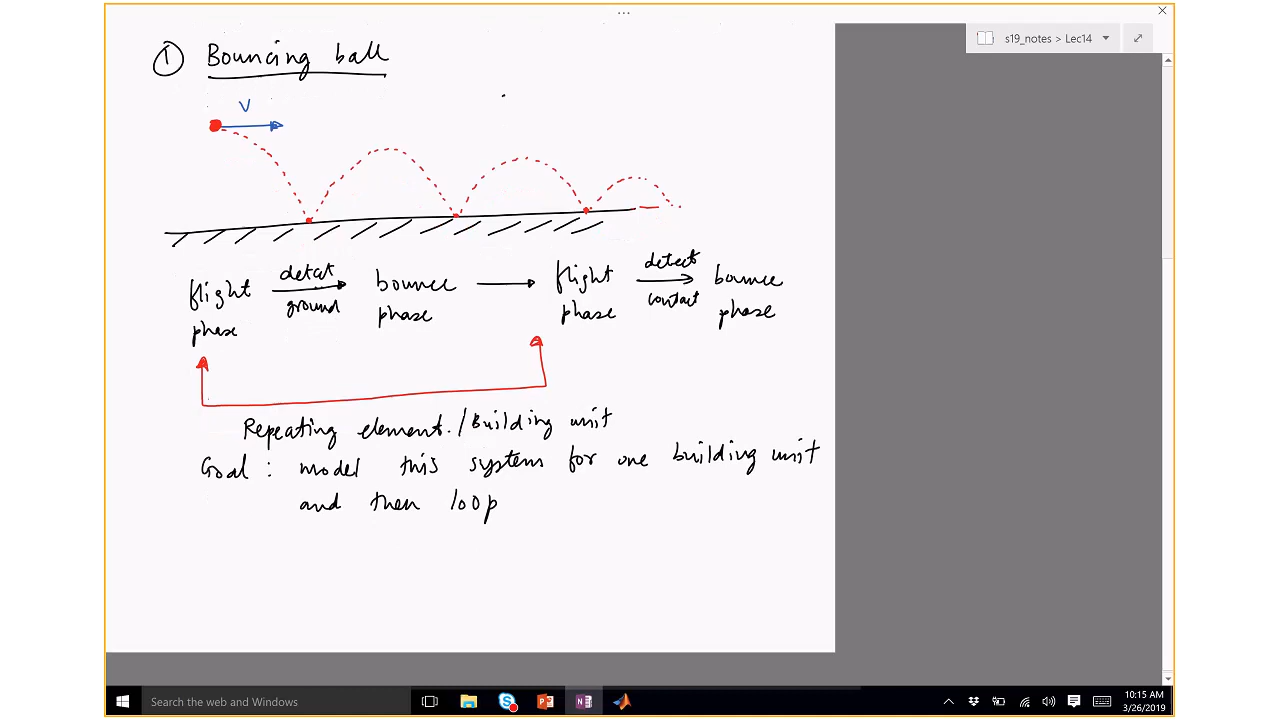 s19_notes > Lec14
① Bouncing ball
V
flight phase
detect ground
bounce phase
flight phase
detect contact
bounce phase
Repeating element./Building unit
Goal : model this system for one building unit
and then loop
Search the web and Windows
10:15 AM
3/26/2019